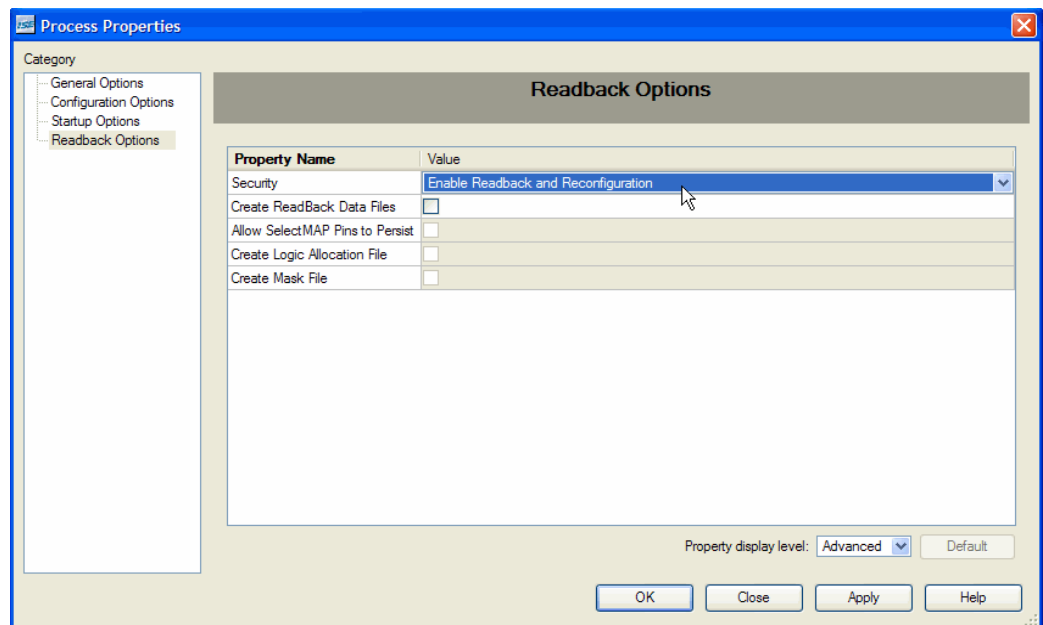 ISE Process Properties
Category
General Options
Configuration Options
Startup Options
Readback Options
Readback Options
Property Name Value
Security Enable Readback and Reconfiguration
Create ReadBack Data Files
Allow SelectMAP Pins to Persist
Create Logic Allocation File
Create Mask File
Property display level: Advanced Default
OK Close Apply Help